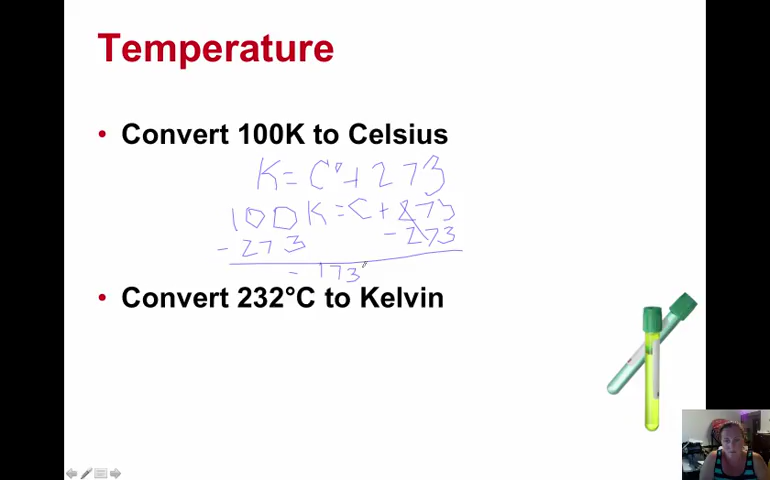 Temperature
• Convert 100K to Celsius
K = C° + 273
100 K = C + 273
- 273 - 273
- 173°
• Convert 232°C to Kelvin